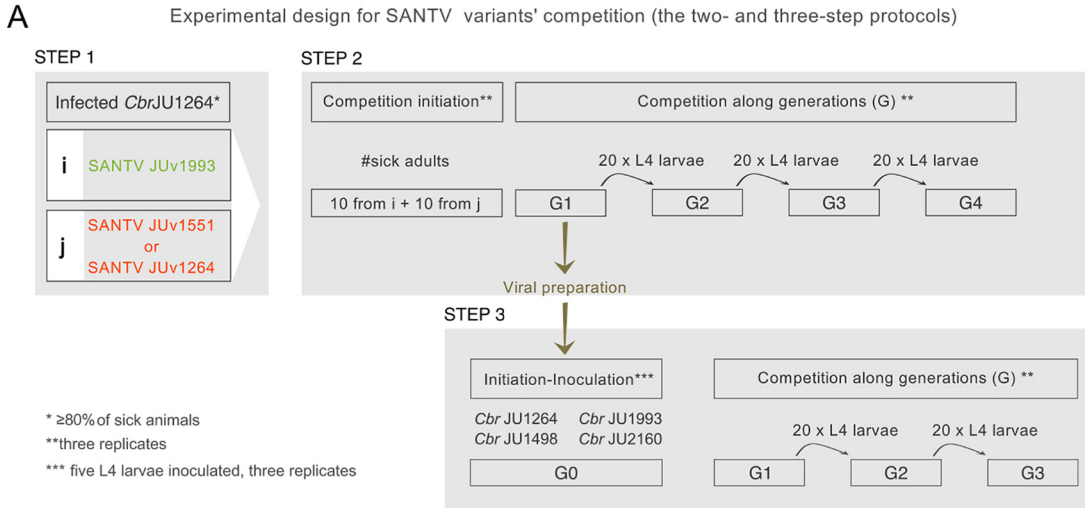 A
Experimental design for SANTV variants' competition (the two- and three-step protocols)
STEP 1
Infected CbrJU1264*
i
SANTV JUv1993
j
SANTV JUv1551
or
SANTV JUv1264
STEP 2
Competition initiation**
Competition along generations (G) **
#sick adults
20 x L4 larvae
20 x L4 larvae
20 x L4 larvae
10 from i + 10 from j
G1
G2
G3
G4
Viral preparation
STEP 3
Initiation-Inoculation***
Competition along generations (G) **
Cbr JU1264 Cbr JU1993
Cbr JU1498 Cbr JU2160
20 x L4 larvae
20 x L4 larvae
G0
G1
G2
G3
* ≥80% of sick animals
**three replicates
*** five L4 larvae inoculated, three replicates